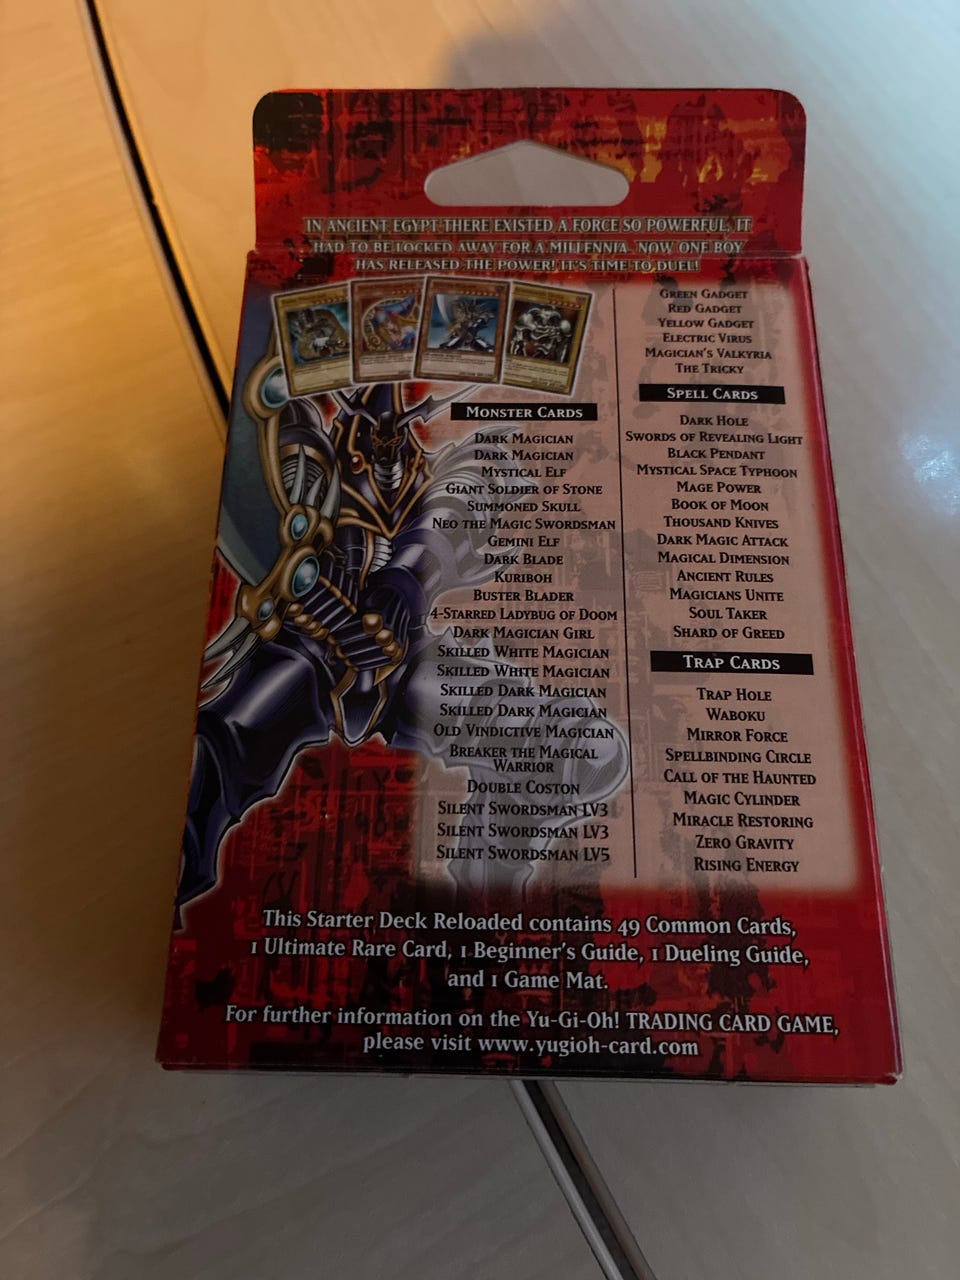 IN ANCIENT EGYPT THERE EXISTED A FORCE SO POWERFUL, IT
HAD TO BE LOCKED AWAY FOR A MILLENNIA. NOW ONE BOY
HAS RELEASED THE POWER! IT'S TIME TO DUEL!
MONSTER CARDS
DARK MAGICIAN
DARK MAGICIAN
MYSTICAL ELF
GIANT SOLDIER OF STONE
SUMMONED SKULL
NEO THE MAGIC SWORDSMAN
GEMINI ELF
DARK BLADE
KURIBOH
BUSTER BLADER
4-STARRED LADYBUG OF DOOM
DARK MAGICIAN GIRL
SKILLED WHITE MAGICIAN
SKILLED WHITE MAGICIAN
SKILLED DARK MAGICIAN
SKILLED DARK MAGICIAN
OLD VINDICTIVE MAGICIAN
BREAKER THE MAGICAL
WARRIOR
DOUBLE COSTON
SILENT SWORDSMAN LV3
SILENT SWORDSMAN LV3
SILENT SWORDSMAN LV5
GREEN GADGET
RED GADGET
YELLOW GADGET
ELECTRIC VIRUS
MAGICIAN'S VALKYRIA
THE TRICKY
SPELL CARDS
DARK HOLE
SWORDS OF REVEALING LIGHT
BLACK PENDANT
MYSTICAL SPACE TYPHOON
MAGE POWER
BOOK OF MOON
THOUSAND KNIVES
DARK MAGIC ATTACK
MAGICAL DIMENSION
ANCIENT RULES
MAGICIANS UNITE
SOUL TAKER
SHARD OF GREED
TRAP CARDS
TRAP HOLE
WABOKU
MIRROR FORCE
SPELLBINDING CIRCLE
CALL OF THE HAUNTED
MAGIC CYLINDER
MIRACLE RESTORING
ZERO GRAVITY
RISING ENERGY
This Starter Deck Reloaded contains 49 Common Cards,
1 Ultimate Rare Card, 1 Beginner's Guide, 1 Dueling Guide,
and 1 Game Mat.
For further information on the Yu-Gi-Oh! TRADING CARD GAME,
please visit www.yugioh-card.com